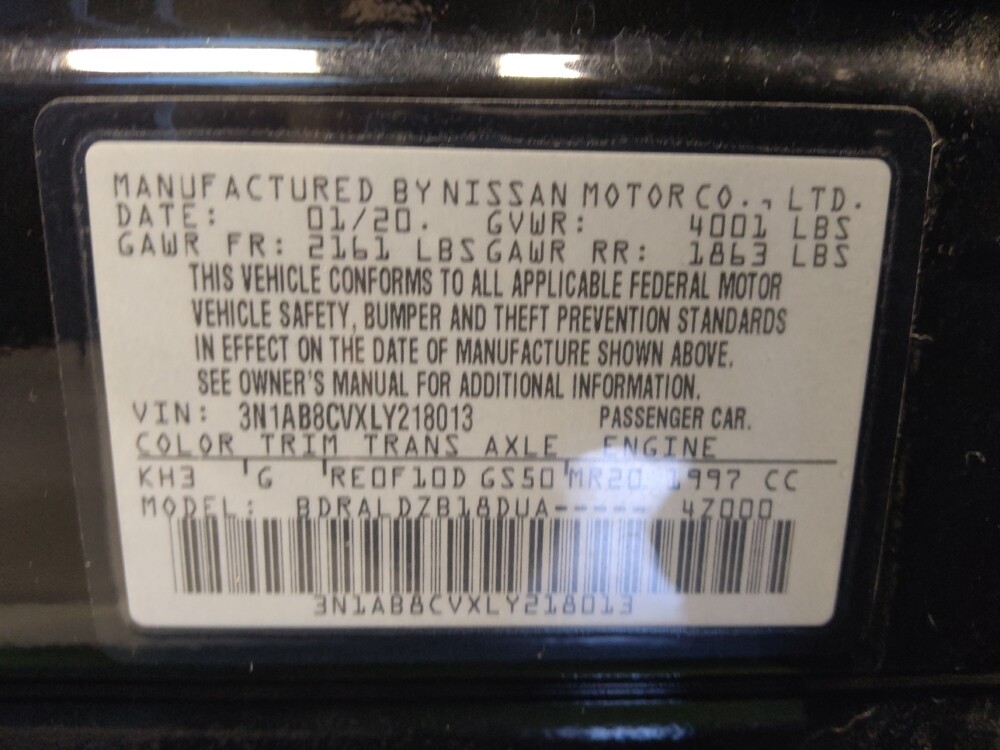 MANUFACTURED BY NISSAN MOTOR CO., LTD.
DATE: 01/20. GVWR: 4001 LBS
GAWR FR: 2161 LBS GAWR RR: 1863 LBS
THIS VEHICLE CONFORMS TO ALL APPLICABLE FEDERAL MOTOR
VEHICLE SAFETY, BUMPER AND THEFT PREVENTION STANDARDS
IN EFFECT ON THE DATE OF MANUFACTURE SHOWN ABOVE.
SEE OWNER'S MANUAL FOR ADDITIONAL INFORMATION.
VIN: 3N1AB8CVXLY218013 PASSENGER CAR.
COLOR TRIM TRANS AXLE ENGINE
KH3 G RE0F10D GS50 MR20 1997 CC
MODEL: BDRALDZB18DUA----- 4Z000
3N1AB8CVXLY218013